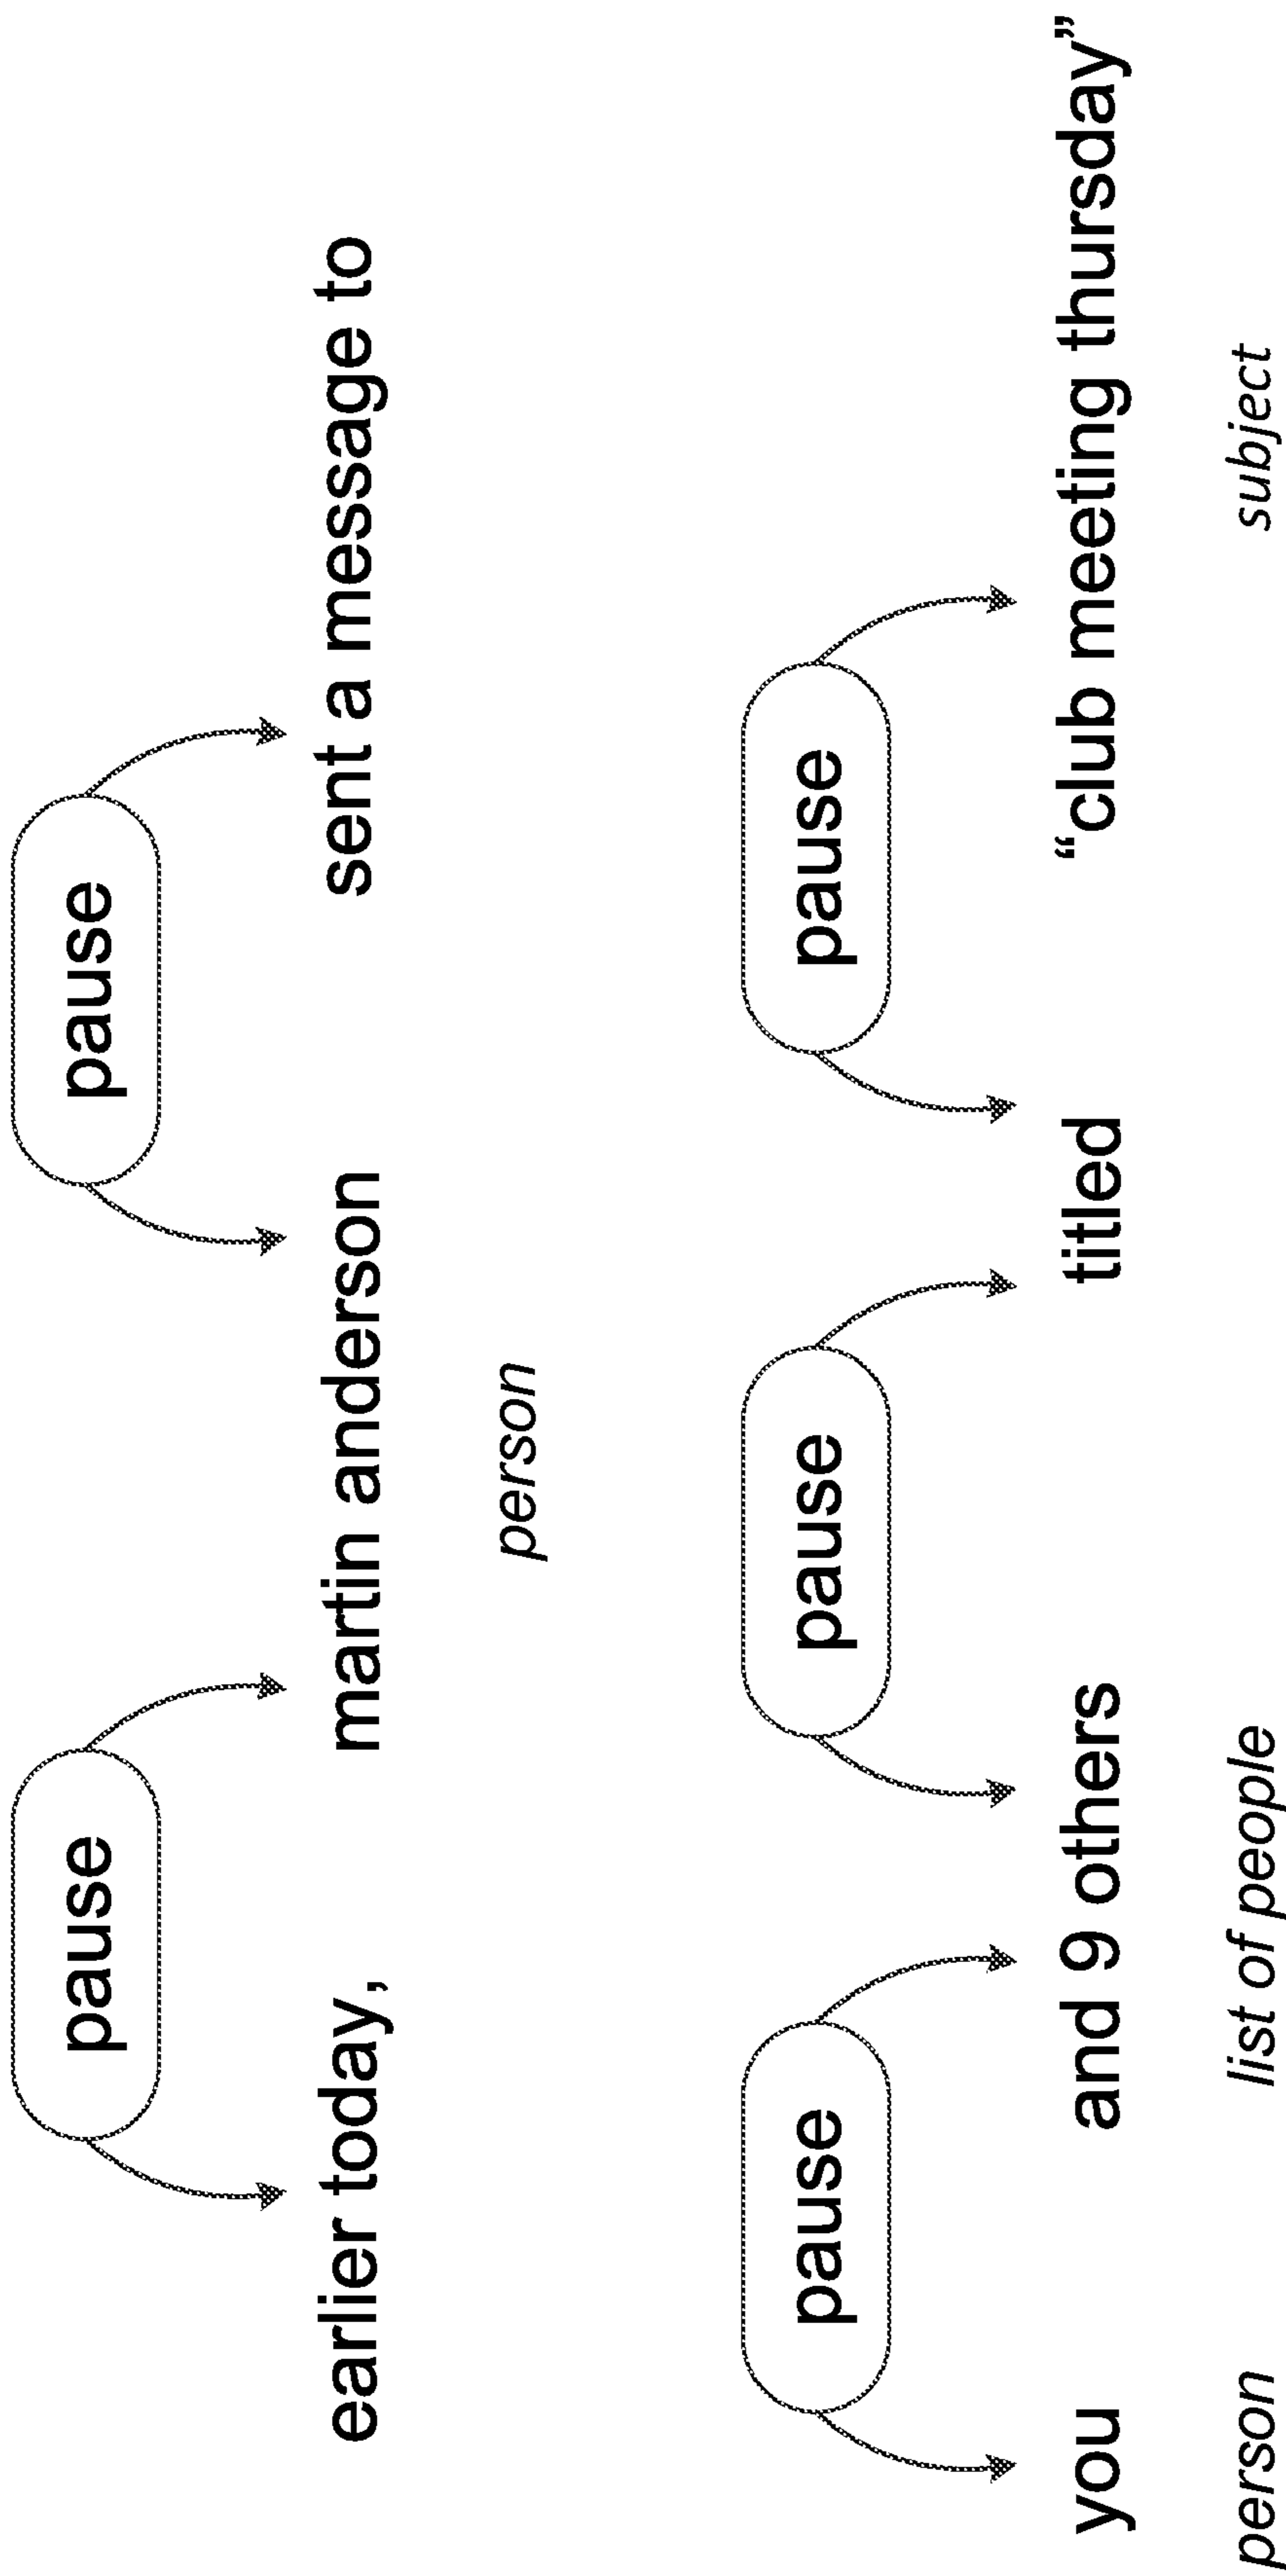 pause pause
earlier today, martin anderson sent a message to
person
pause pause pause
you and 9 others titled “club meeting thursday”
person list of people subject